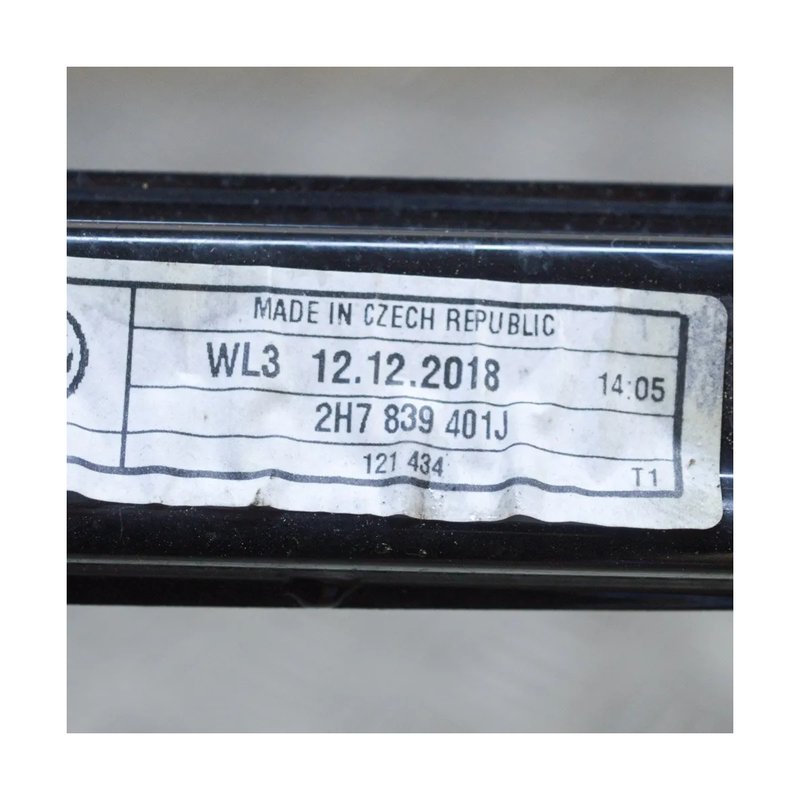 MADE IN CZECH REPUBLIC
WL3 12.12.2018 14:05
2H7 839 401J
121 434 T1